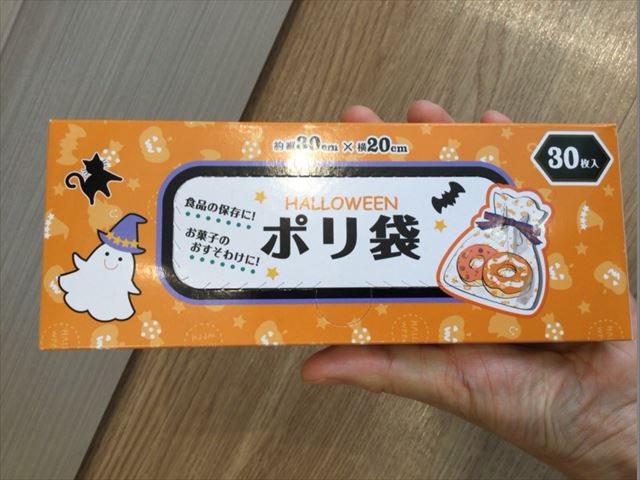 約縦30cm×横20cm
30枚入
食品の保存に!
お菓子の
おすそわけに!
HALLOWEEN
ポリ袋